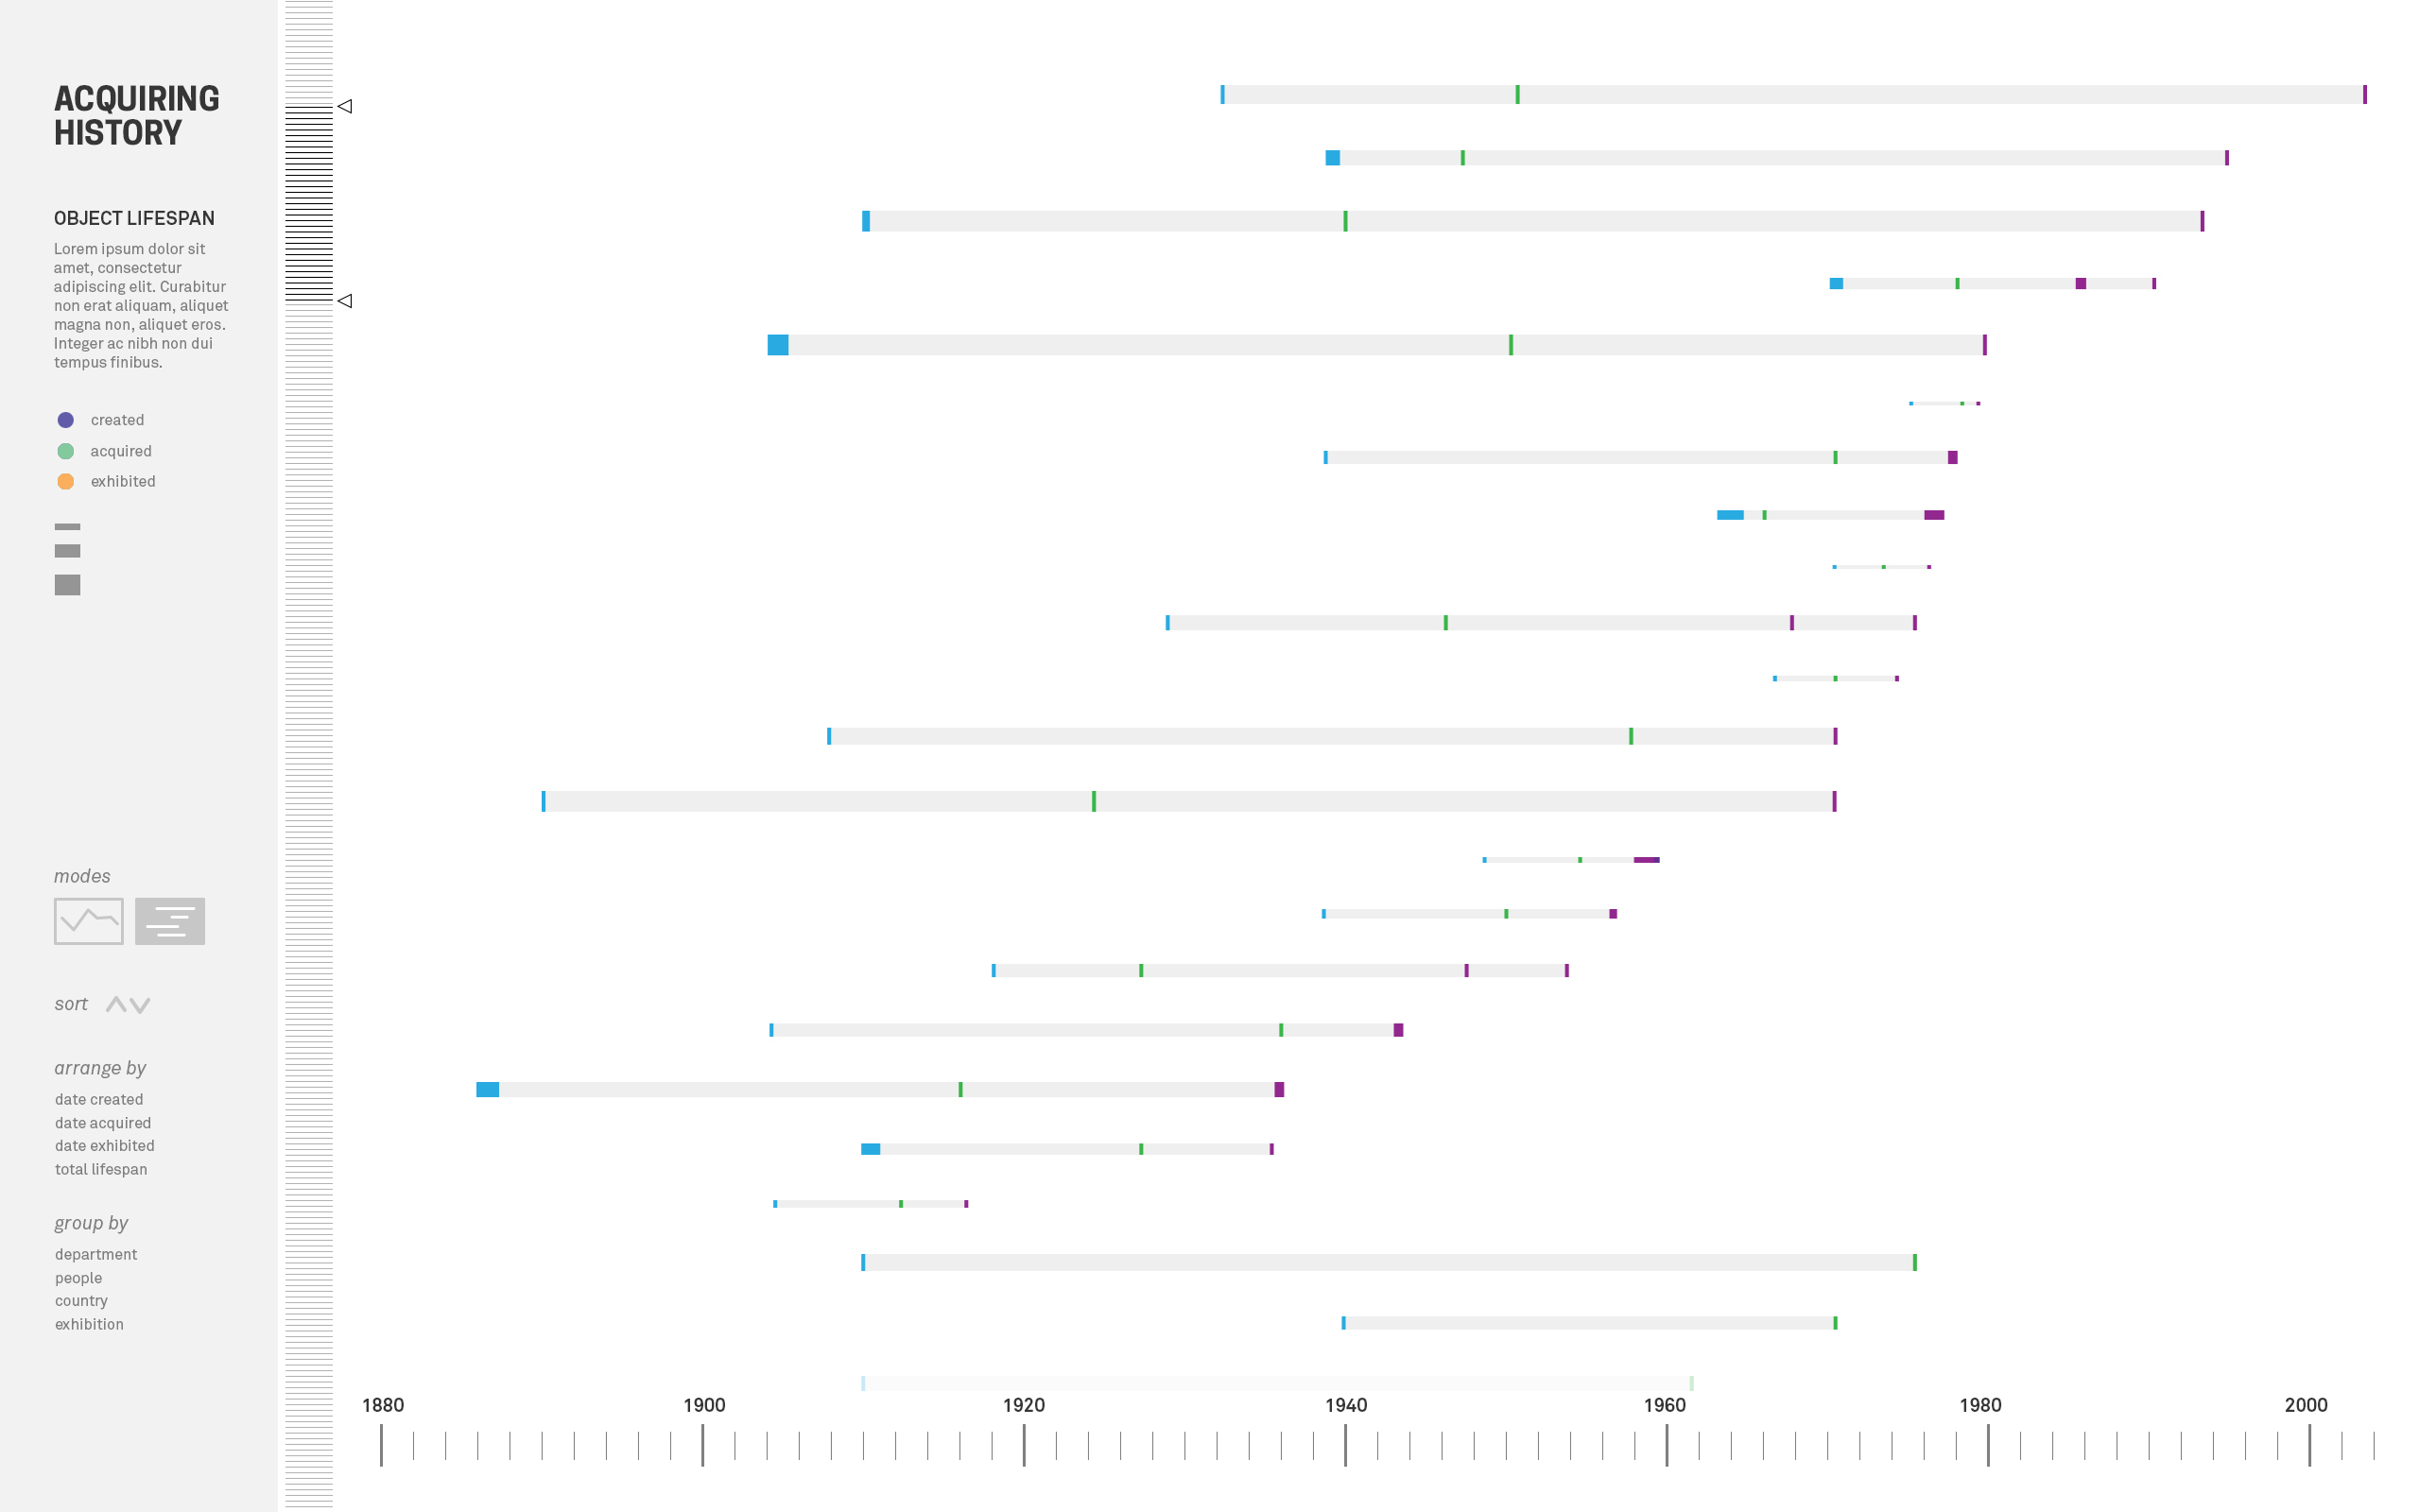 ACQUIRING
HISTORY
OBJECT LIFESPAN
Lorem ipsum dolor sit
amet, consectetur
adipiscing elit. Curabitur
non erat aliquam, aliquet
magna non, aliquet eros.
Integer ac nibh non dui
tempus finibus.
created
acquired
exhibited
modes
sort
arrange by
date created
date acquired
date exhibited
total lifespan
group by
department
people
country
exhibition
1880 1900 1920 1940 1960 1980 2000